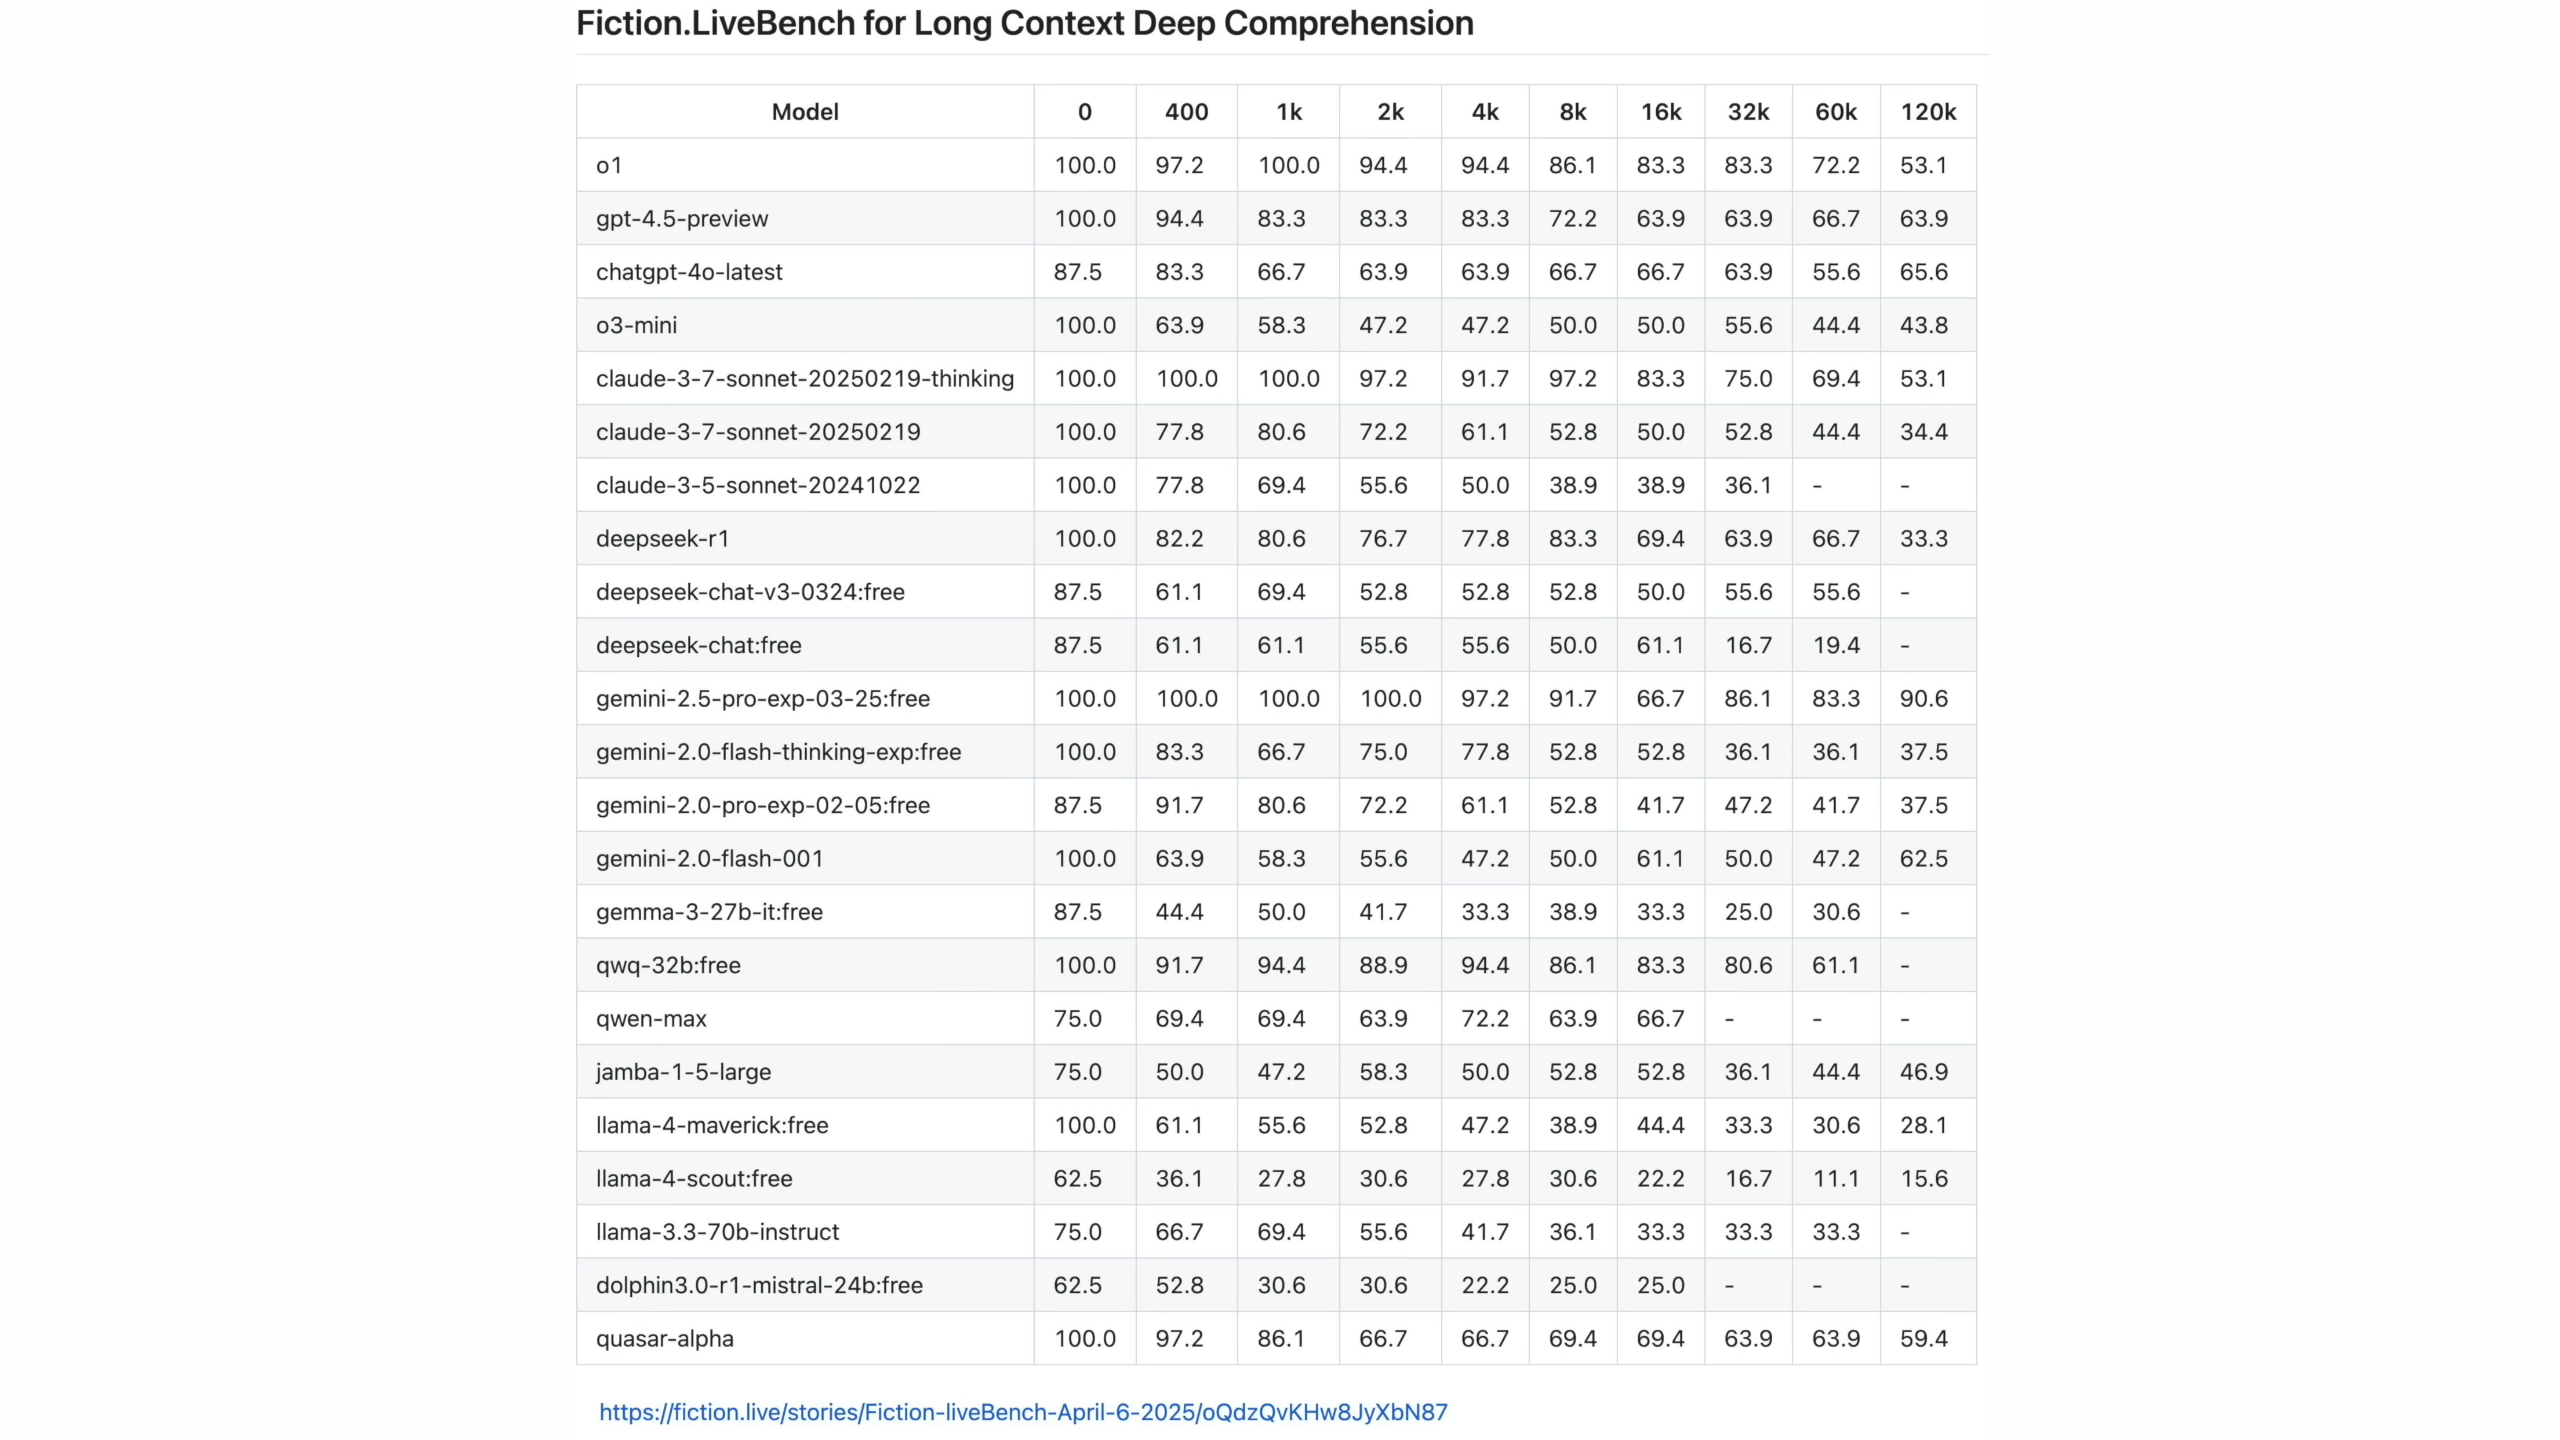 Fiction.LiveBench for Long Context Deep Comprehension
Model 0 400 1k 2k 4k 8k 16k 32k 60k 120k
o1 100.0 97.2 100.0 94.4 94.4 86.1 83.3 83.3 72.2 53.1
gpt-4.5-preview 100.0 94.4 83.3 83.3 83.3 72.2 63.9 63.9 66.7 63.9
chatgpt-4o-latest 87.5 83.3 66.7 63.9 63.9 66.7 66.7 63.9 55.6 65.6
o3-mini 100.0 63.9 58.3 47.2 47.2 50.0 50.0 55.6 44.4 43.8
claude-3-7-sonnet-20250219-thinking 100.0 100.0 100.0 97.2 91.7 97.2 83.3 75.0 69.4 53.1
claude-3-7-sonnet-20250219 100.0 77.8 80.6 72.2 61.1 52.8 50.0 52.8 44.4 34.4
claude-3-5-sonnet-20241022 100.0 77.8 69.4 55.6 50.0 38.9 38.9 36.1 - -
deepseek-r1 100.0 82.2 80.6 76.7 77.8 83.3 69.4 63.9 66.7 33.3
deepseek-chat-v3-0324:free 87.5 61.1 69.4 52.8 52.8 52.8 50.0 55.6 55.6 -
deepseek-chat:free 87.5 61.1 61.1 55.6 55.6 50.0 61.1 16.7 19.4 -
gemini-2.5-pro-exp-03-25:free 100.0 100.0 100.0 100.0 97.2 91.7 66.7 86.1 83.3 90.6
gemini-2.0-flash-thinking-exp:free 100.0 83.3 66.7 75.0 77.8 52.8 52.8 36.1 36.1 37.5
gemini-2.0-pro-exp-02-05:free 87.5 91.7 80.6 72.2 61.1 52.8 41.7 47.2 41.7 37.5
gemini-2.0-flash-001 100.0 63.9 58.3 55.6 47.2 50.0 61.1 50.0 47.2 62.5
gemma-3-27b-it:free 87.5 44.4 50.0 41.7 33.3 38.9 33.3 25.0 30.6 -
qwq-32b:free 100.0 91.7 94.4 88.9 94.4 86.1 83.3 80.6 61.1 -
qwen-max 75.0 69.4 69.4 63.9 72.2 63.9 66.7 - - -
jamba-1-5-large 75.0 50.0 47.2 58.3 50.0 52.8 52.8 36.1 44.4 46.9
llama-4-maverick:free 100.0 61.1 55.6 52.8 47.2 38.9 44.4 33.3 30.6 28.1
llama-4-scout:free 62.5 36.1 27.8 30.6 27.8 30.6 22.2 16.7 11.1 15.6
llama-3.3-70b-instruct 75.0 66.7 69.4 55.6 41.7 36.1 33.3 33.3 33.3 -
dolphin3.0-r1-mistral-24b:free 62.5 52.8 30.6 30.6 22.2 25.0 25.0 - - -
quasar-alpha 100.0 97.2 86.1 66.7 66.7 69.4 69.4 63.9 63.9 59.4
https://fiction.live/stories/Fiction-liveBench-April-6-2025/oQdzQvKHw8JyXbN87